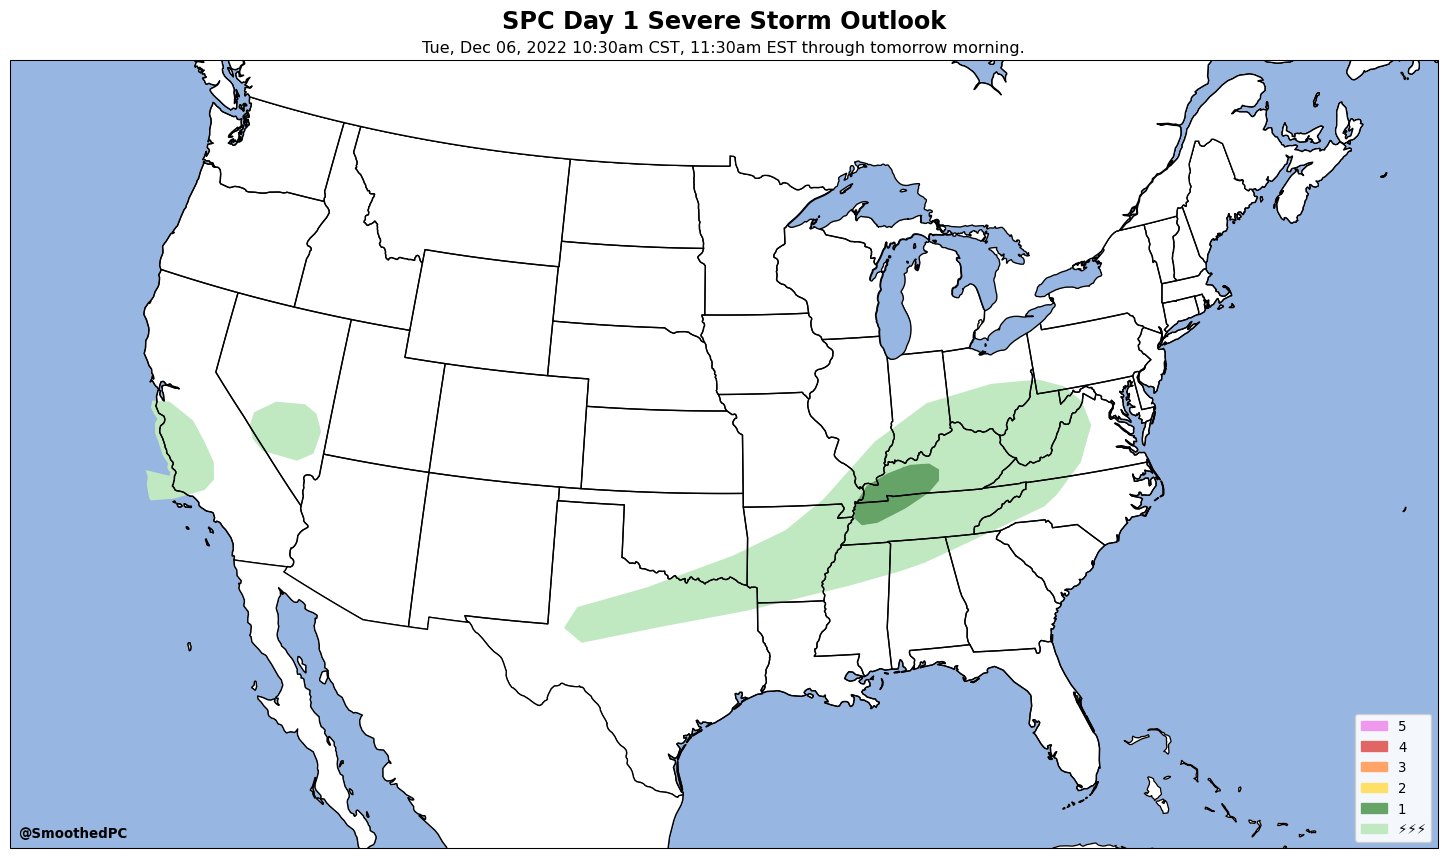 SPC Day 1 Severe Storm Outlook
Tue, Dec 06, 2022 10:30am CST, 11:30am EST through tomorrow morning.
5
4
3
2
1
⚡⚡⚡
@SmoothedPC